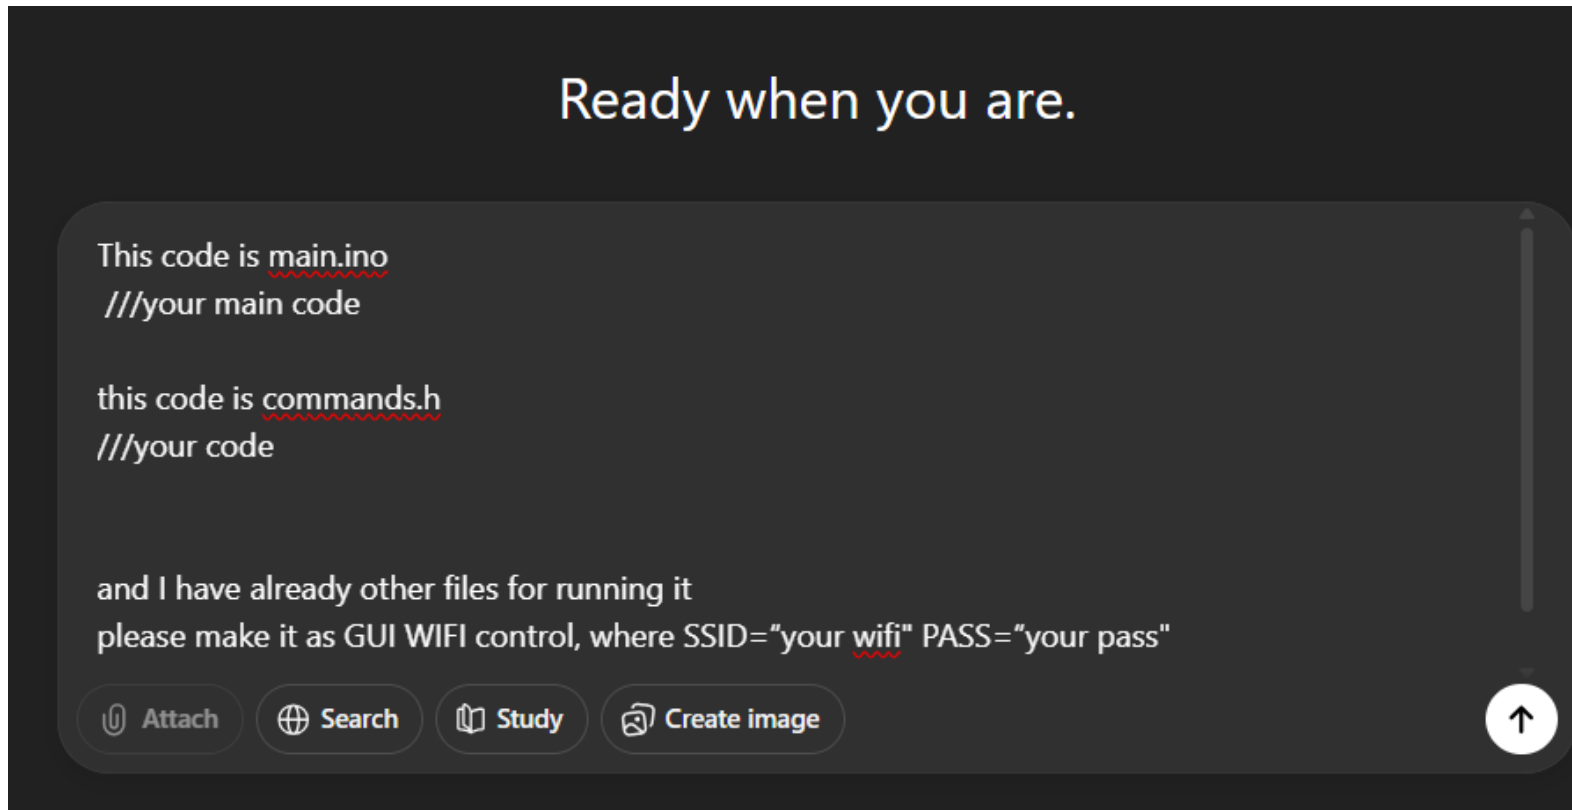 Ready when you are.
This code is main.ino
///your main code
this code is commands.h
///your code
and I have already other files for running it
please make it as GUI WIFI control, where SSID=“your wifi" PASS=“your pass"
Attach Search Study Create image